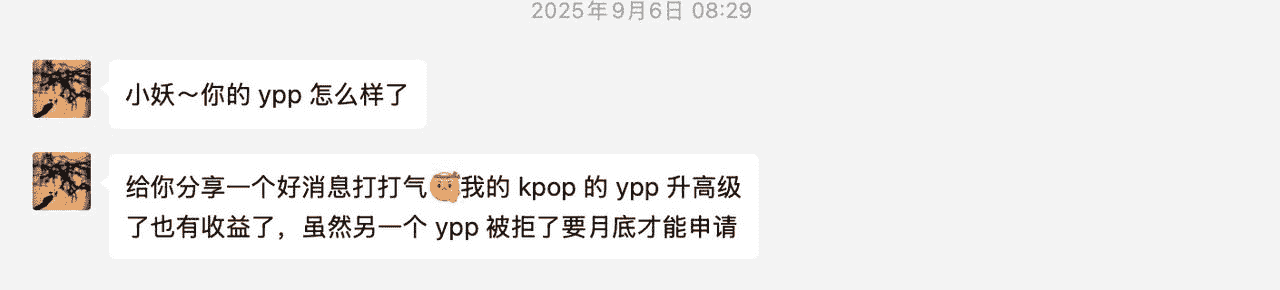 2025年9月6日 08:29
小妖～你的 ypp 怎么样了
给你分享一个好消息打打气我的 kpop 的 ypp 升高级
了也有收益了，虽然另一个 ypp 被拒了要月底才能申请